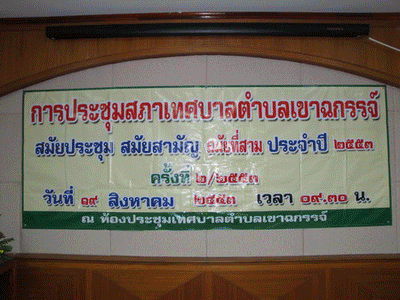 การประชุมสภาเทศบาลตำบลเขาฉกรรจ์
สมัยประชุม สมัยสามัญ สมัยที่สาม ประจำปี ๒๕๕๓
ครั้งที่ ๒/๒๕๕๓
วันที่ ๑๙ สิงหาคม ๒๕๕๓ เวลา ๐๙.๓๐ น.
ณ ห้องประชุมเทศบาลตำบลเขาฉกรรจ์